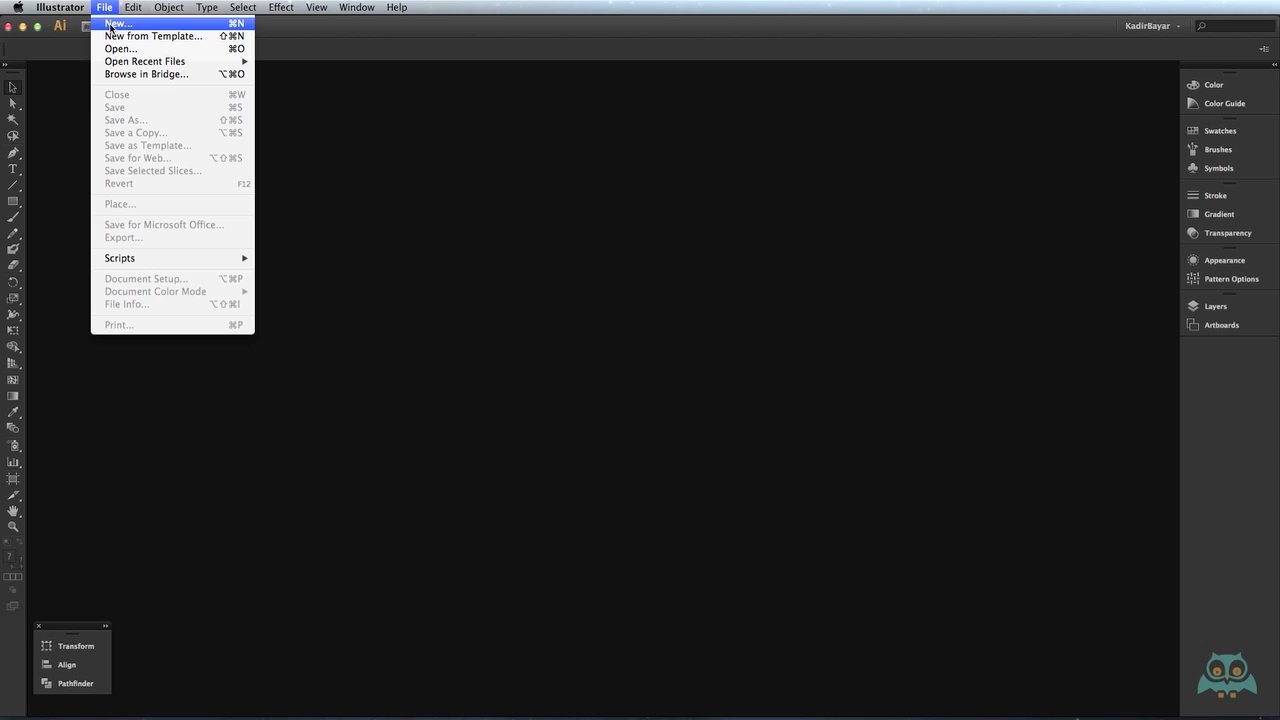 Illustrator File Edit Object Type Select Effect View Window Help
Ai Br KadirBayar
New... ⌘N
New from Template... ⇧⌘N
Open... ⌘O
Open Recent Files
Browse in Bridge... ⌥⌘O
Close ⌘W
Save ⌘S
Save As... ⇧⌘S
Save a Copy... ⌥⌘S
Save as Template...
Save for Web... ⌥⇧⌘S
Save Selected Slices...
Revert F12
Place...
Save for Microsoft Office...
Export...
Scripts
Document Setup... ⌥⌘P
Document Color Mode
File Info... ⌥⇧⌘I
Print... ⌘P
Color
Color Guide
Swatches
Brushes
Symbols
Stroke
Gradient
Transparency
Appearance
Pattern Options
Layers
Artboards
Transform
Align
Pathfinder